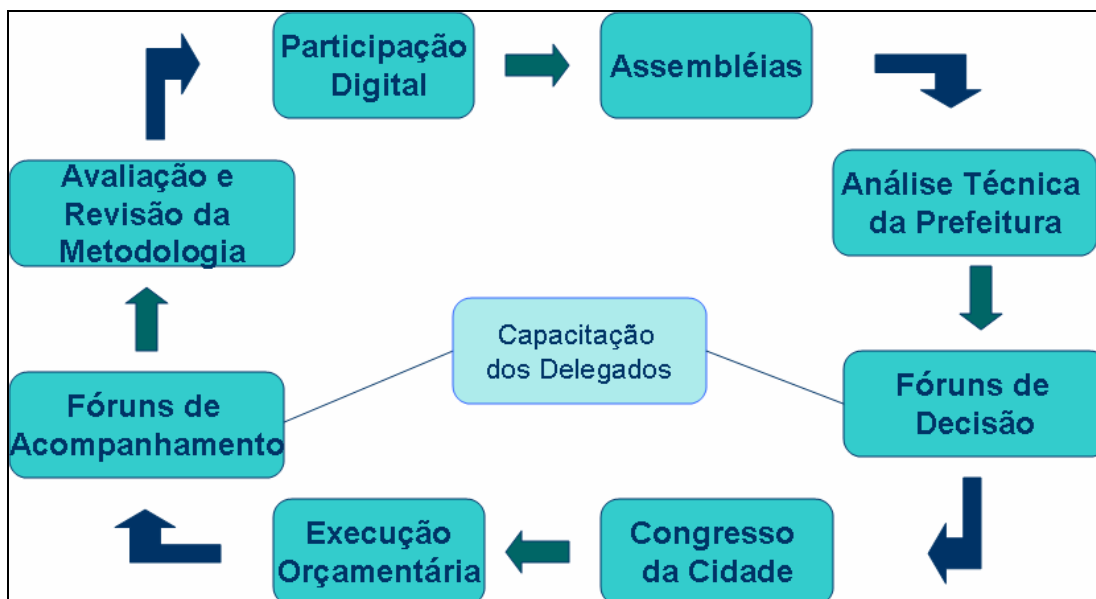 Participação
Digital
Assembléias
Análise Técnica
da Prefeitura
Fóruns de
Decisão
Congresso
da Cidade
Execução
Orçamentária
Fóruns de
Acompanhamento
Avaliação e
Revisão da
Metodologia
Capacitação
dos Delegados